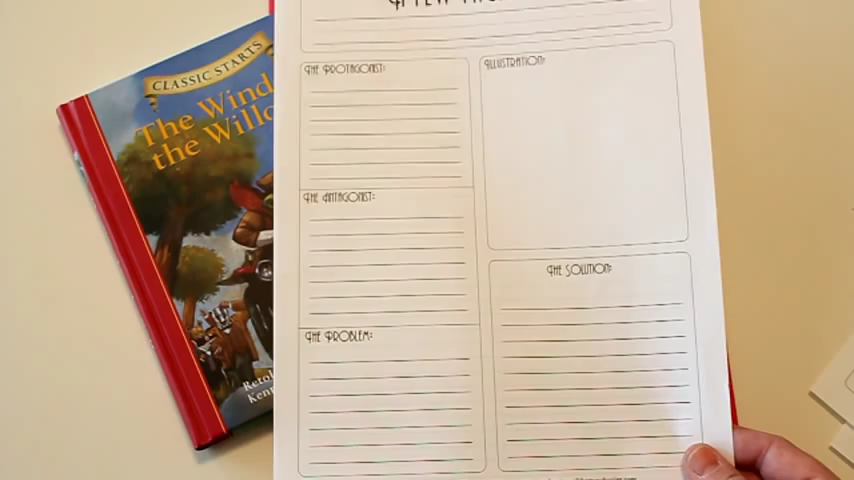 CLASSIC STARTS
The Wind
the Willo
Retol
Kenn
THE PROTAGONIST:
ILLUSTRATION:
THE ANTAGONIST:
THE SOLUTION:
THE PROBLEM: